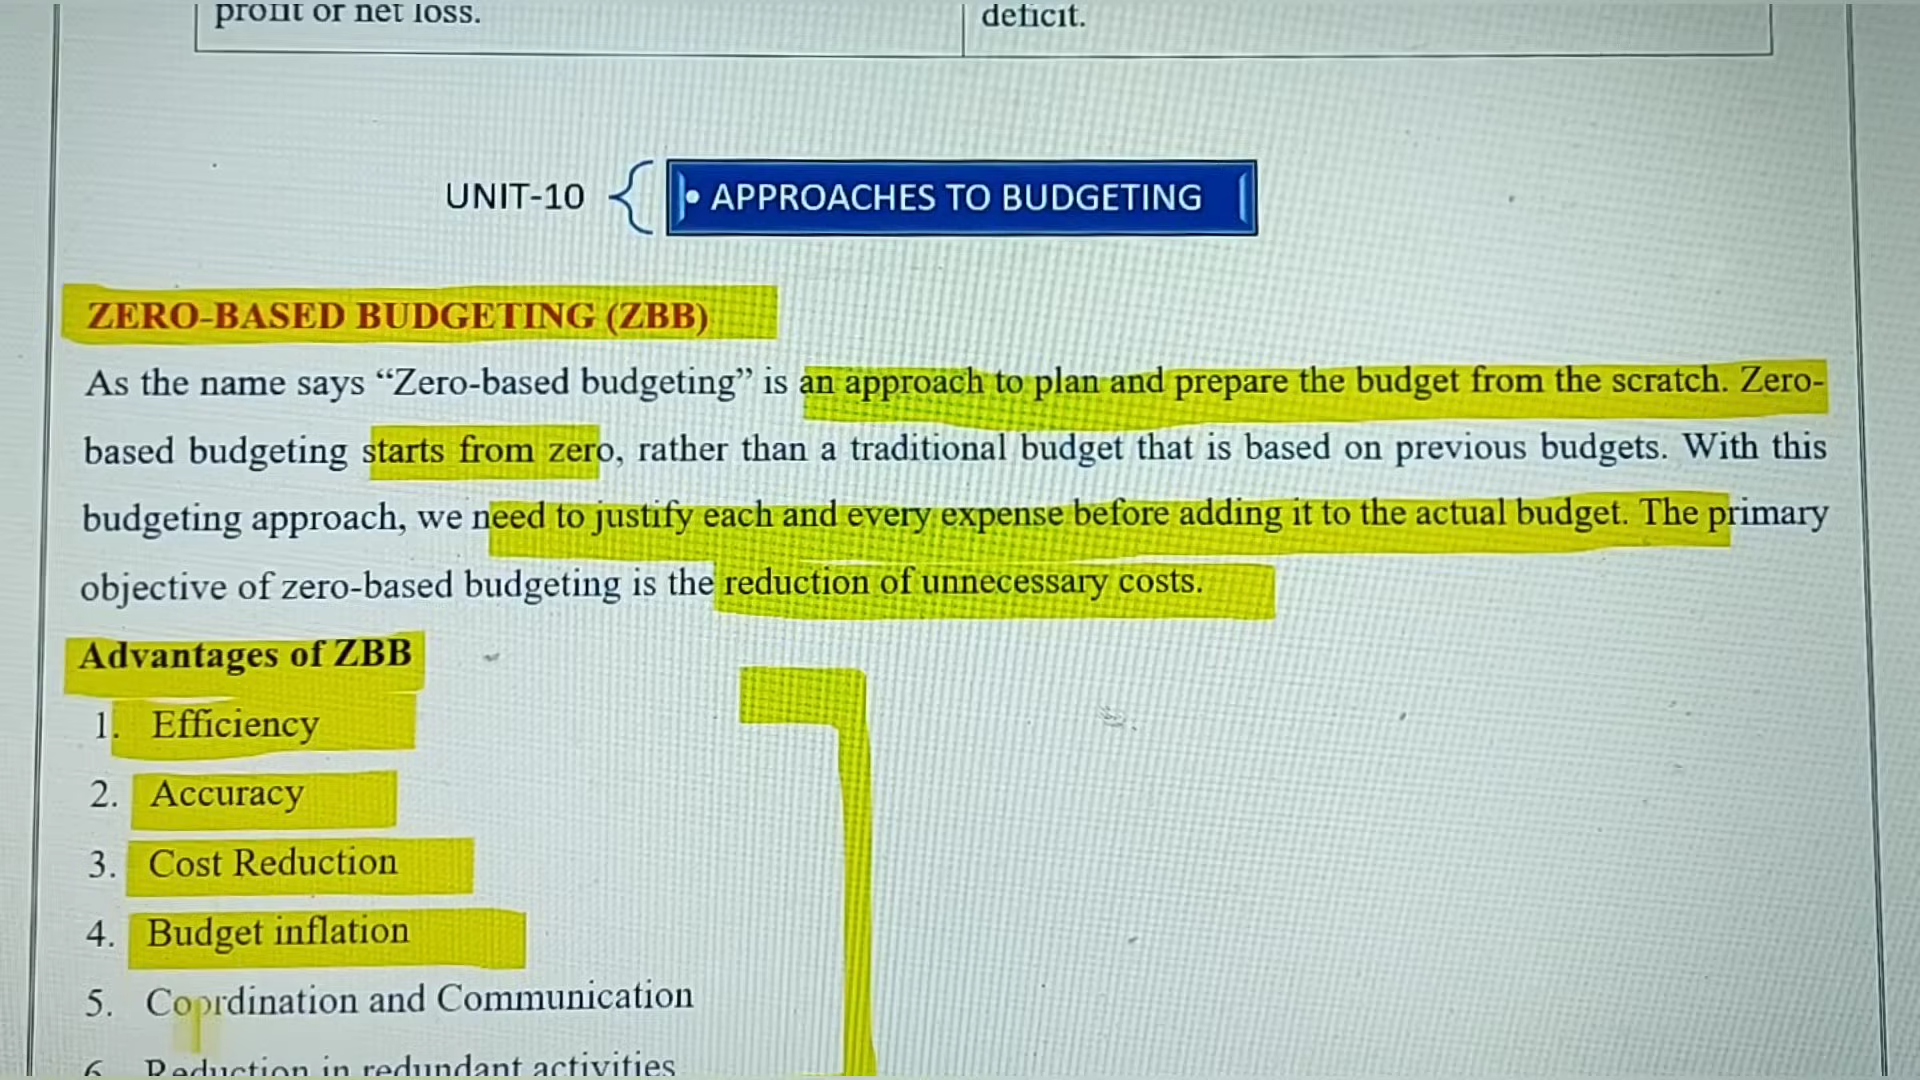 profit or net loss.
deficit.
UNIT-10
• APPROACHES TO BUDGETING
ZERO-BASED BUDGETING (ZBB)
As the name says “Zero-based budgeting” is an approach to plan and prepare the budget from the scratch. Zero-
based budgeting starts from zero, rather than a traditional budget that is based on previous budgets. With this
budgeting approach, we need to justify each and every expense before adding it to the actual budget. The primary
objective of zero-based budgeting is the reduction of unnecessary costs.
Advantages of ZBB
1. Efficiency
2. Accuracy
3. Cost Reduction
4. Budget inflation
5. Coordination and Communication
6. Reduction in redundant activities